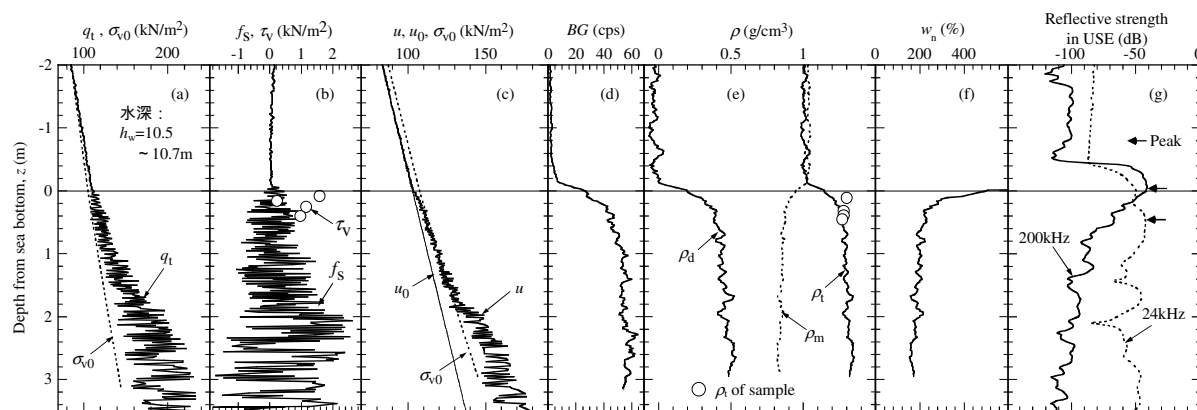 q_t , σ_v0 (kN/m²)
100 200
f_S, τ_V (kN/m²)
-1 0 1 2
u, u_0, σ_v0 (kN/m²)
100 150
BG (cps)
0 20 40 60
ρ (g/cm³)
0 0.5 1
w_n (%)
0 200 400
Reflective strength
in USE (dB)
-100 -50 0
Depth from sea bottom, z (m)
-2
-1
0
1
2
3
(a)
水深：
h_w=10.5
～10.7m
q_t
σ_v0
(b)
τ_V
f_S
(c)
u_0
u
σ_v0
(d)
(e)
ρ_d
ρ_t
ρ_m
ρ_t of sample
(f)
(g)
Peak
200kHz
24kHz